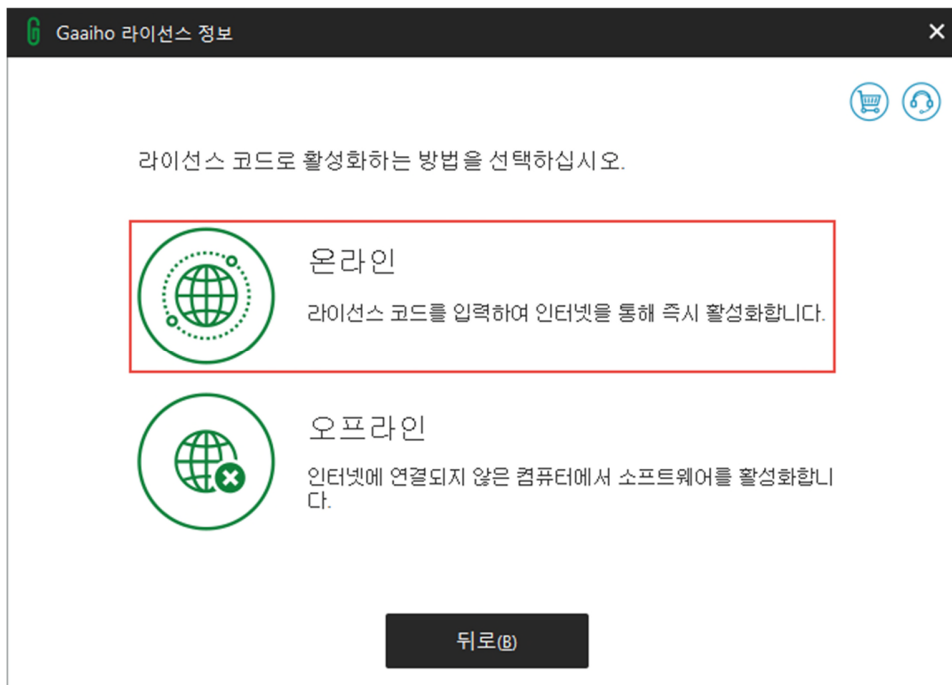 Gaaiho 라이선스 정보
라이선스 코드로 활성화하는 방법을 선택하십시오.
온라인
라이선스 코드를 입력하여 인터넷을 통해 즉시 활성화합니다.
오프라인
인터넷에 연결되지 않은 컴퓨터에서 소프트웨어를 활성화합니
다.
뒤로(B)